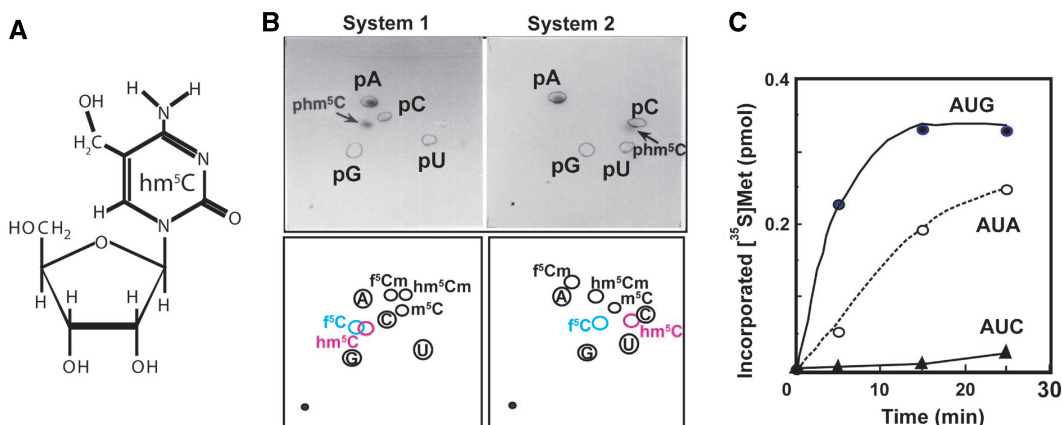 A
OH
H
H
N
H₂C
N
hm⁵C
H
N
O
HOCH₂
O
H
H
H
H
OH
OH
B
System 1
System 2
pA
phm⁵C
pC
pU
pG
pA
pC
phm⁵C
pG
pU
f⁵Cm
hm⁵Cm
A
m⁵C
C
f⁵C
hm⁵C
G
U
f⁵Cm
hm⁵Cm
A
m⁵C
C
f⁵C
hm⁵C
U
G
C
Incorporated [³⁵S]Met (pmol)
0.4
0.2
0
10
20
30
AUG
AUA
AUC
Time (min)